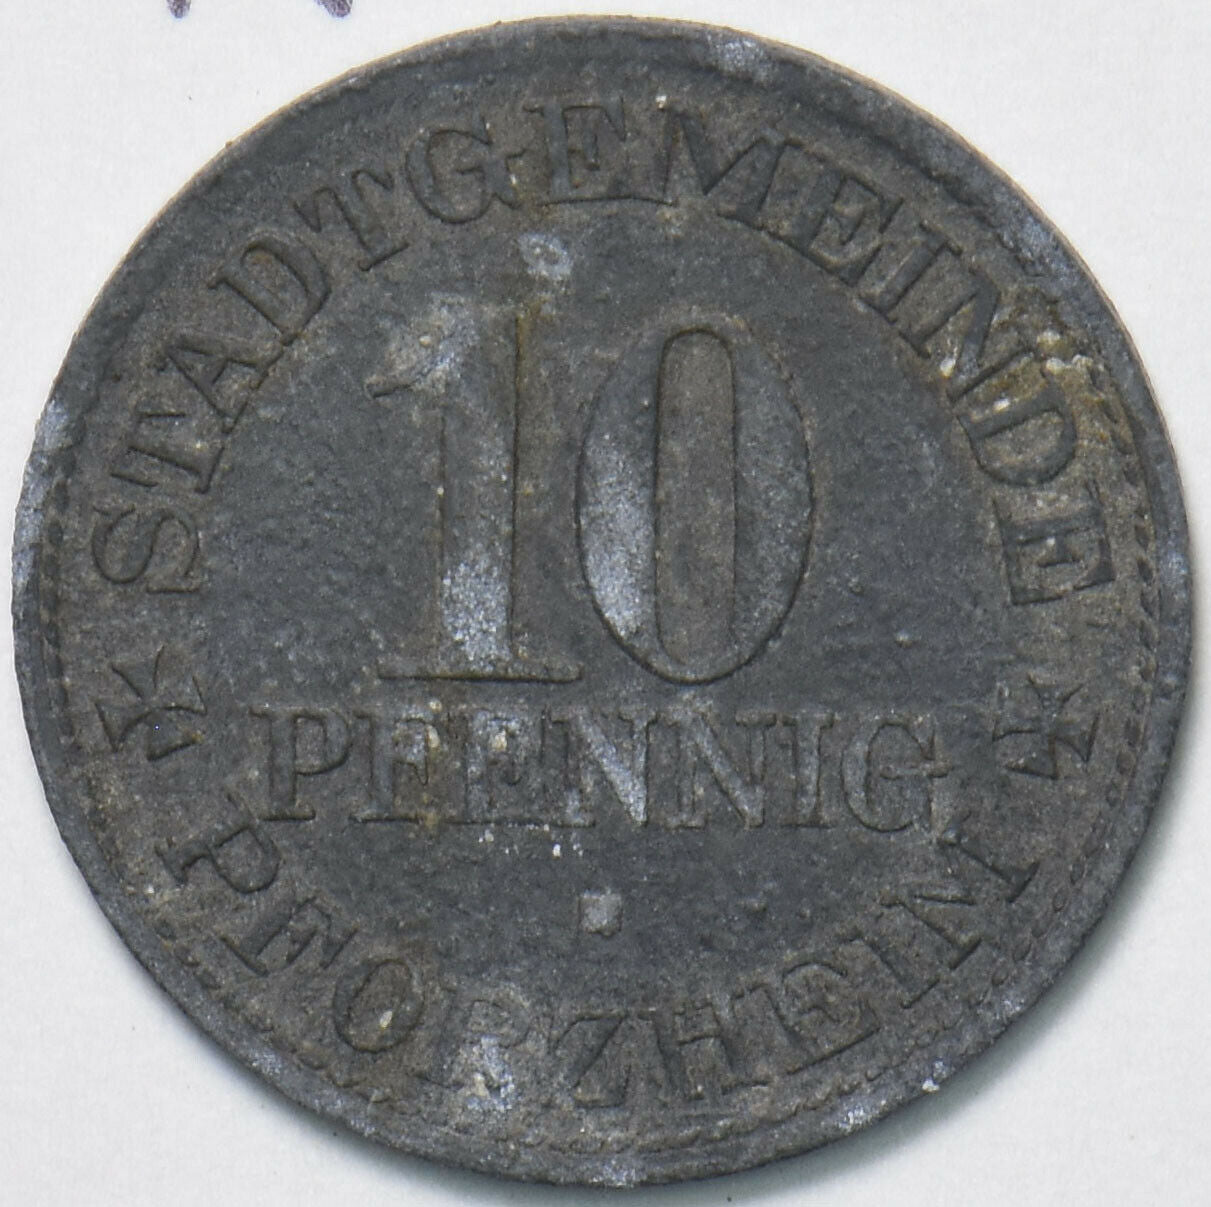 STADTGEMEINDE
10
PFENNIG
PFORZHEIM